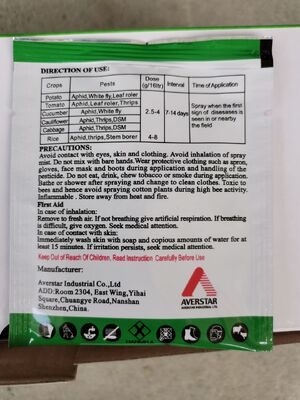 DIRECTION OF USE:
Crops Pests Dose (g/16ltr) Interval Time of Application
Potato Aphid,White fly,Leaf roler
Tomato Aphid,Leaf roler,Thrips
Cucumber Aphid,White fly
Cauliflower Aphid,Thrips,DSM
Cabbag Aphid,Thrips,DSM
2.5-4 7-14 days Spray when the first sign of diseases is seen in or nearby the field
Rice Aphid,thrips,Stem borer 4-8
PRECAUTIONS:
Avoid contact with eyes, skin and clothing. Avoid inhalation of spray
mist. Do not mix with bare hands.Wear protective clothing such as apron,
gloves, face mask and boots during application and handling of the
pesticide. Do not eat, drink, chew tobacco or smoke during application.
Bathe or shower after spraying and change to clean clothes. Toxic to
bees and hence avoid spraying cotton plants during high bee activity.
Inflammable . Store away from heat and fire.
First Aid
In case of inhalation:
Remove to fresh air. If not breathing give artificial respiration. If breathing
is difficult, give oxygen. Seek medical attention.
In case of contact with skin:
Immediately wash skin with soap and copious amounts of water for at
least 15 minutes. If irritation persists, seek medical attention.
Keep Out of Reach Of Children, Read Instruction Carefully Before Use
Manufacturer:
Averstar Industrial Co.,Ltd
ADD:Room 2304, East Wing,Yihai
Square,Chuangye Road,Nanshan
Shenzhen,China.
AVERSTAR
AVERSTAR INDUSTRIAL LTD.